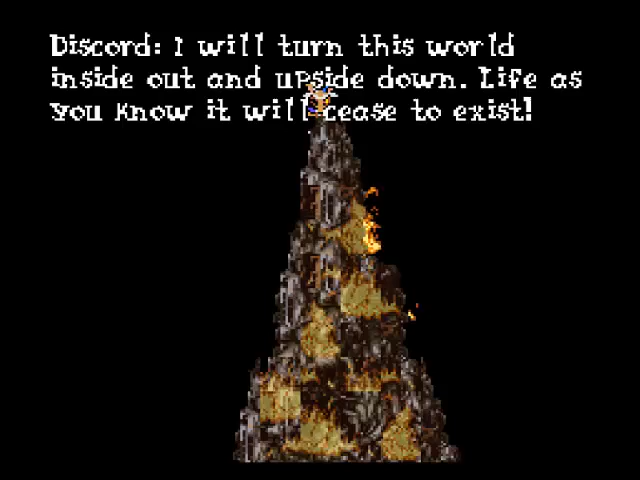 Discord: I will turn this world
inside out and upside down. Life as
you know it will cease to exist!